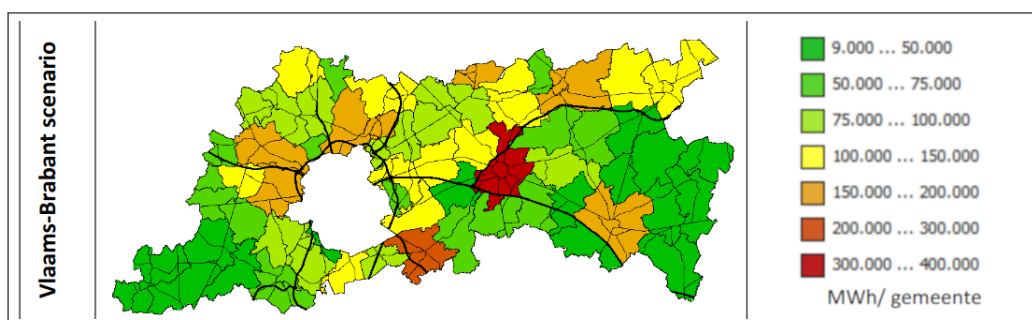 Vlaams-Brabant scenario
9.000 ... 50.000
50.000 ... 75.000
75.000 ... 100.000
100.000 ... 150.000
150.000 ... 200.000
200.000 ... 300.000
300.000 ... 400.000
MWh/ gemeente